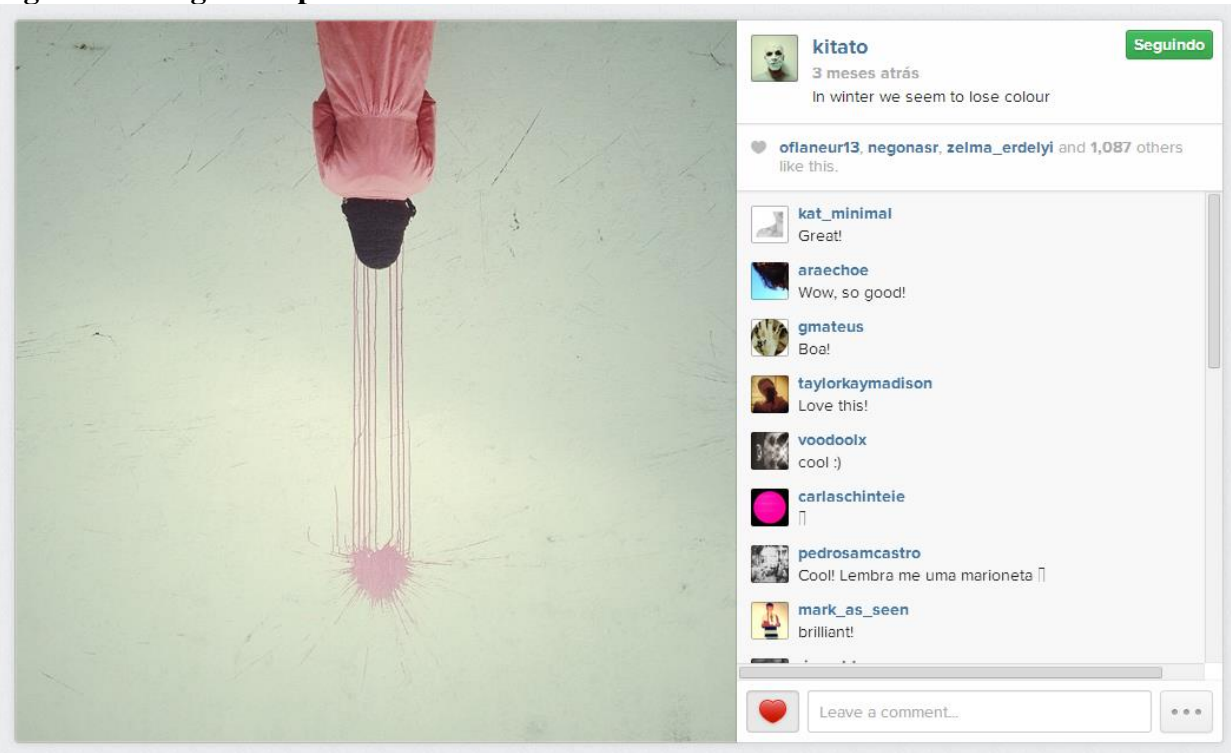 kitato
Seguindo
3 meses atrás
In winter we seem to lose colour
oflaneur13, negonasr, zelma_erdelyi and 1,087 others
like this.
kat_minimal
Great!
araechoe
Wow, so good!
gmateus
Boa!
taylorkaymadison
Love this!
voodoolx
cool :)
carlaschinteie
pedrosamcastro
Cool! Lembra me uma marioneta
mark_as_seen
brilliant!
Leave a comment...